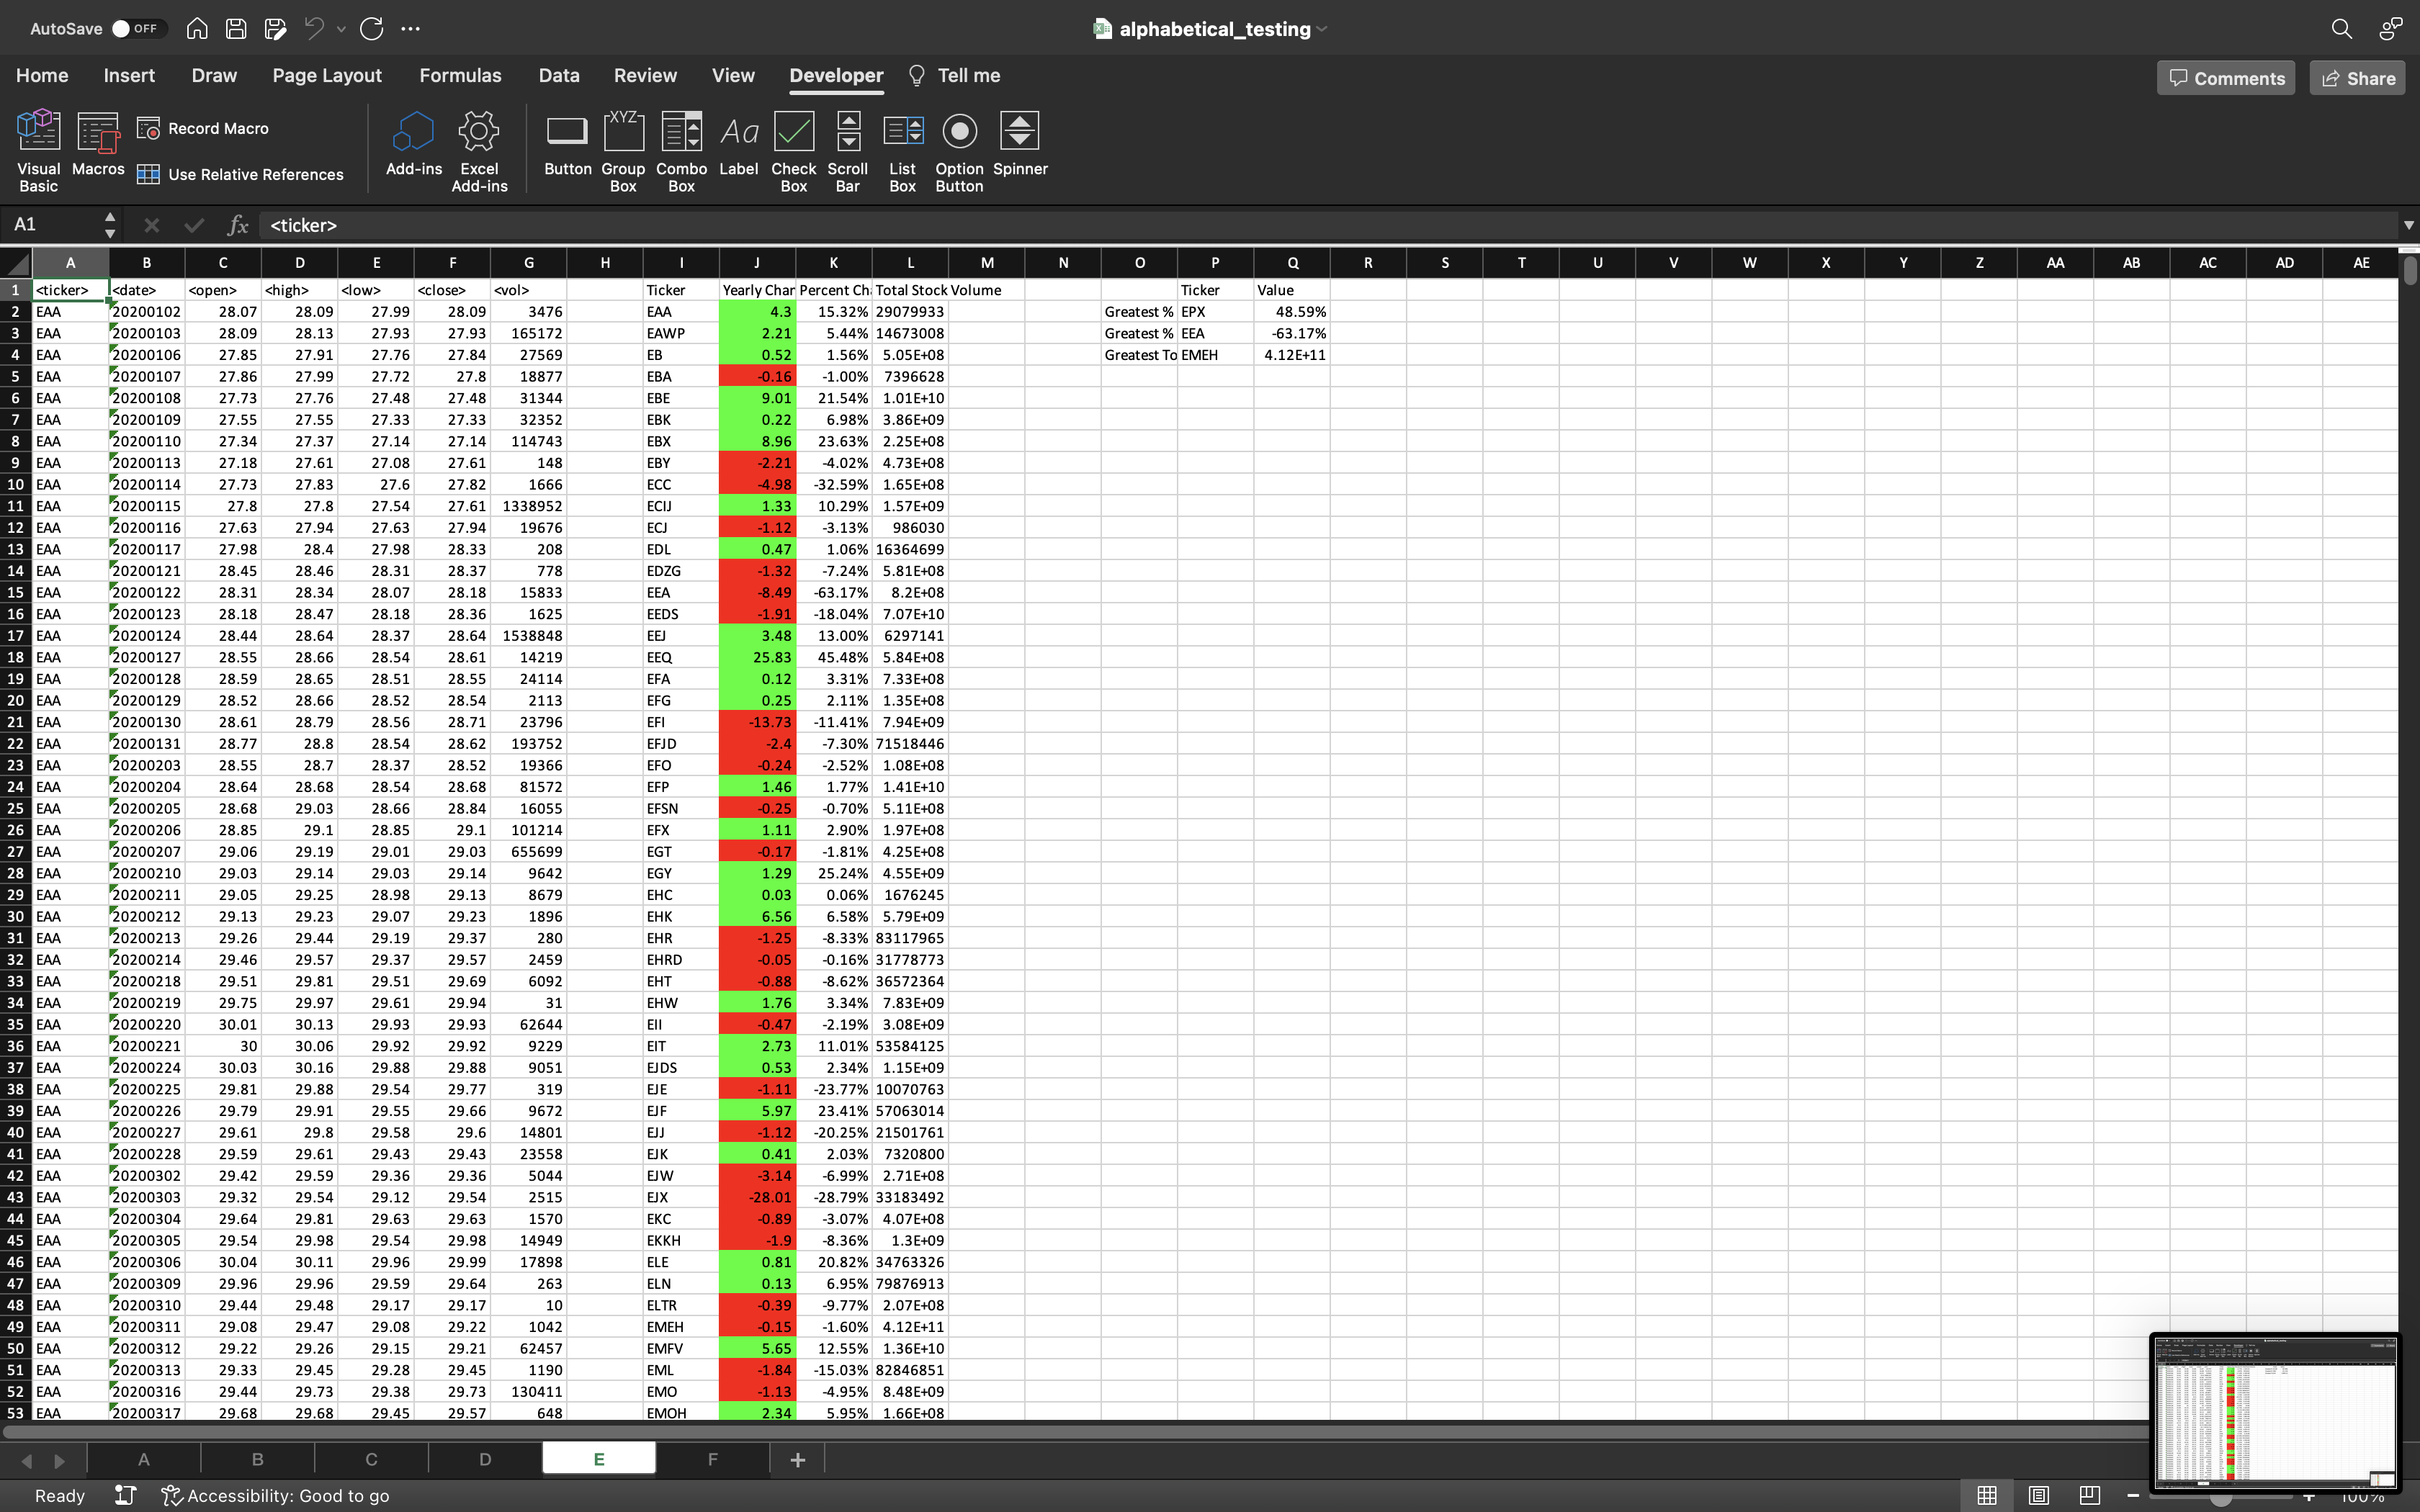 AutoSave OFF alphabetical_testing
Home Insert Draw Page Layout Formulas Data Review View Developer Tell me Comments Share
Visual Basic Macros Record Macro Use Relative References Add-ins Excel Add-ins Button Group Box Combo Box Label Check Box Scroll Bar List Box Option Button Spinner
A1 fx <ticker>
A B C D E F G H I J K L M N O P Q R S T U V W X Y Z AA AB AC AD AE
1 <ticker> <date> <open> <high> <low> <close> <vol> Ticker Yearly Char Percent Ch Total Stock Volume Ticker Value
2 EAA 20200102 28.07 28.09 27.99 28.09 3476 EAA 4.3 15.32% 29079933 Greatest % EPX 48.59%
3 EAA 20200103 28.09 28.13 27.93 27.93 165172 EAWP 2.21 5.44% 14673008 Greatest % EEA -63.17%
4 EAA 20200106 27.85 27.91 27.76 27.84 27569 EB 0.52 1.56% 5.05E+08 Greatest To EMEH 4.12E+11
5 EAA 20200107 27.86 27.99 27.72 27.8 18877 EBA -0.16 -1.00% 7396628
6 EAA 20200108 27.73 27.76 27.48 27.48 31344 EBE 9.01 21.54% 1.01E+10
7 EAA 20200109 27.55 27.55 27.33 27.33 32352 EBK 0.22 6.98% 3.86E+09
8 EAA 20200110 27.34 27.37 27.14 27.14 114743 EBX 8.96 23.63% 2.25E+08
9 EAA 20200113 27.18 27.61 27.08 27.61 148 EBY -2.21 -4.02% 4.73E+08
10 EAA 20200114 27.73 27.83 27.6 27.82 1666 ECC -4.98 -32.59% 1.65E+08
11 EAA 20200115 27.8 27.8 27.54 27.61 1338952 ECIJ 1.33 10.29% 1.57E+09
12 EAA 20200116 27.63 27.94 27.63 27.94 19676 ECJ -1.12 -3.13% 986030
13 EAA 20200117 27.98 28.4 27.98 28.33 208 EDL 0.47 1.06% 16364699
14 EAA 20200121 28.45 28.46 28.31 28.37 778 EDZG -1.32 -7.24% 5.81E+08
15 EAA 20200122 28.31 28.34 28.07 28.18 15833 EEA -8.49 -63.17% 8.2E+08
16 EAA 20200123 28.18 28.47 28.18 28.36 1625 EEDS -1.91 -18.04% 7.07E+10
17 EAA 20200124 28.44 28.64 28.37 28.64 1538848 EEJ 3.48 13.00% 6297141
18 EAA 20200127 28.55 28.66 28.54 28.61 14219 EEQ 25.83 45.48% 5.84E+08
19 EAA 20200128 28.59 28.65 28.51 28.55 24114 EFA 0.12 3.31% 7.33E+08
20 EAA 20200129 28.52 28.66 28.52 28.54 2113 EFG 0.25 2.11% 1.35E+08
21 EAA 20200130 28.61 28.79 28.56 28.71 23796 EFI -13.73 -11.41% 7.94E+09
22 EAA 20200131 28.77 28.8 28.54 28.62 193752 EFJD -2.4 -7.30% 71518446
23 EAA 20200203 28.55 28.7 28.37 28.52 19366 EFO -0.24 -2.52% 1.08E+08
24 EAA 20200204 28.64 28.68 28.54 28.68 81572 EFP 1.46 1.77% 1.41E+10
25 EAA 20200205 28.68 29.03 28.66 28.84 16055 EFSN -0.25 -0.70% 5.11E+08
26 EAA 20200206 28.85 29.1 28.85 29.1 101214 EFX 1.11 2.90% 1.97E+08
27 EAA 20200207 29.06 29.19 29.01 29.03 655699 EGT -0.17 -1.81% 4.25E+08
28 EAA 20200210 29.03 29.14 29.03 29.14 9642 EGY 1.29 25.24% 4.55E+09
29 EAA 20200211 29.05 29.25 28.98 29.13 8679 EHC 0.03 0.06% 1676245
30 EAA 20200212 29.13 29.23 29.07 29.23 1896 EHK 6.56 6.58% 5.79E+09
31 EAA 20200213 29.26 29.44 29.19 29.37 280 EHR -1.25 -8.33% 83117965
32 EAA 20200214 29.46 29.57 29.37 29.57 2459 EHRD -0.05 -0.16% 31778773
33 EAA 20200218 29.51 29.81 29.51 29.69 6092 EHT -0.88 -8.62% 36572364
34 EAA 20200219 29.75 29.97 29.61 29.94 31 EHW 1.76 3.34% 7.83E+09
35 EAA 20200220 30.01 30.13 29.93 29.93 62644 EII -0.47 -2.19% 3.08E+09
36 EAA 20200221 30 30.06 29.92 29.92 9229 EIT 2.73 11.01% 53584125
37 EAA 20200224 30.03 30.16 29.88 29.88 9051 EJDS 0.53 2.34% 1.15E+09
38 EAA 20200225 29.81 29.88 29.54 29.77 319 EJE -1.11 -23.77% 10070763
39 EAA 20200226 29.79 29.91 29.55 29.66 9672 EJF 5.97 23.41% 57063014
40 EAA 20200227 29.61 29.8 29.58 29.6 14801 EJJ -1.12 -20.25% 21501761
41 EAA 20200228 29.59 29.61 29.43 29.43 23558 EJK 0.41 2.03% 7320800
42 EAA 20200302 29.42 29.59 29.36 29.36 5044 EJW -3.14 -6.99% 2.71E+08
43 EAA 20200303 29.32 29.54 29.12 29.54 2515 EJX -28.01 -28.79% 33183492
44 EAA 20200304 29.64 29.81 29.63 29.63 1570 EKC -0.89 -3.07% 4.07E+08
45 EAA 20200305 29.54 29.98 29.54 29.98 14949 EKKH -1.9 -8.36% 1.3E+09
46 EAA 20200306 30.04 30.11 29.96 29.99 17898 ELE 0.81 20.82% 34763326
47 EAA 20200309 29.96 29.96 29.59 29.64 263 ELN 0.13 6.95% 79876913
48 EAA 20200310 29.44 29.48 29.17 29.17 10 ELTR -0.39 -9.77% 2.07E+08
49 EAA 20200311 29.08 29.47 29.08 29.22 1042 EMEH -0.15 -1.60% 4.12E+11
50 EAA 20200312 29.22 29.26 29.15 29.21 62457 EMFV 5.65 12.55% 1.36E+10
51 EAA 20200313 29.33 29.45 29.28 29.45 1190 EML -1.84 -15.03% 82846851
52 EAA 20200316 29.44 29.73 29.38 29.73 130411 EMO -1.13 -4.95% 8.48E+09
53 EAA 20200317 29.68 29.68 29.45 29.57 648 EMOH 2.34 5.95% 1.66E+08
A B C D E F +
Ready Accessibility: Good to go 100%